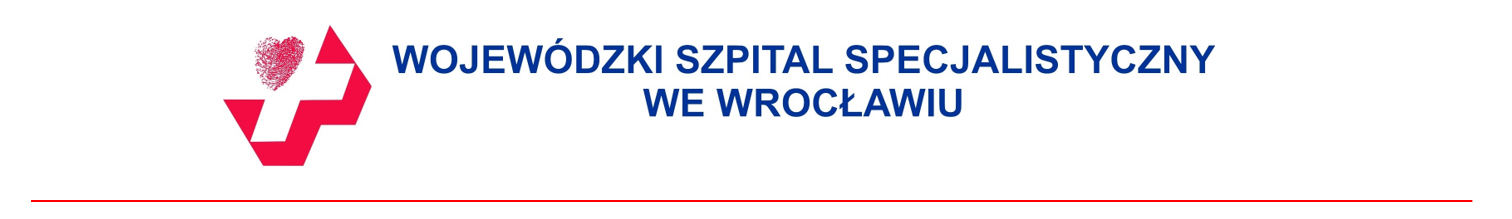 WOJEWÓDZKI SZPITAL SPECJALISTYCZNY
WE WROCŁAWIU